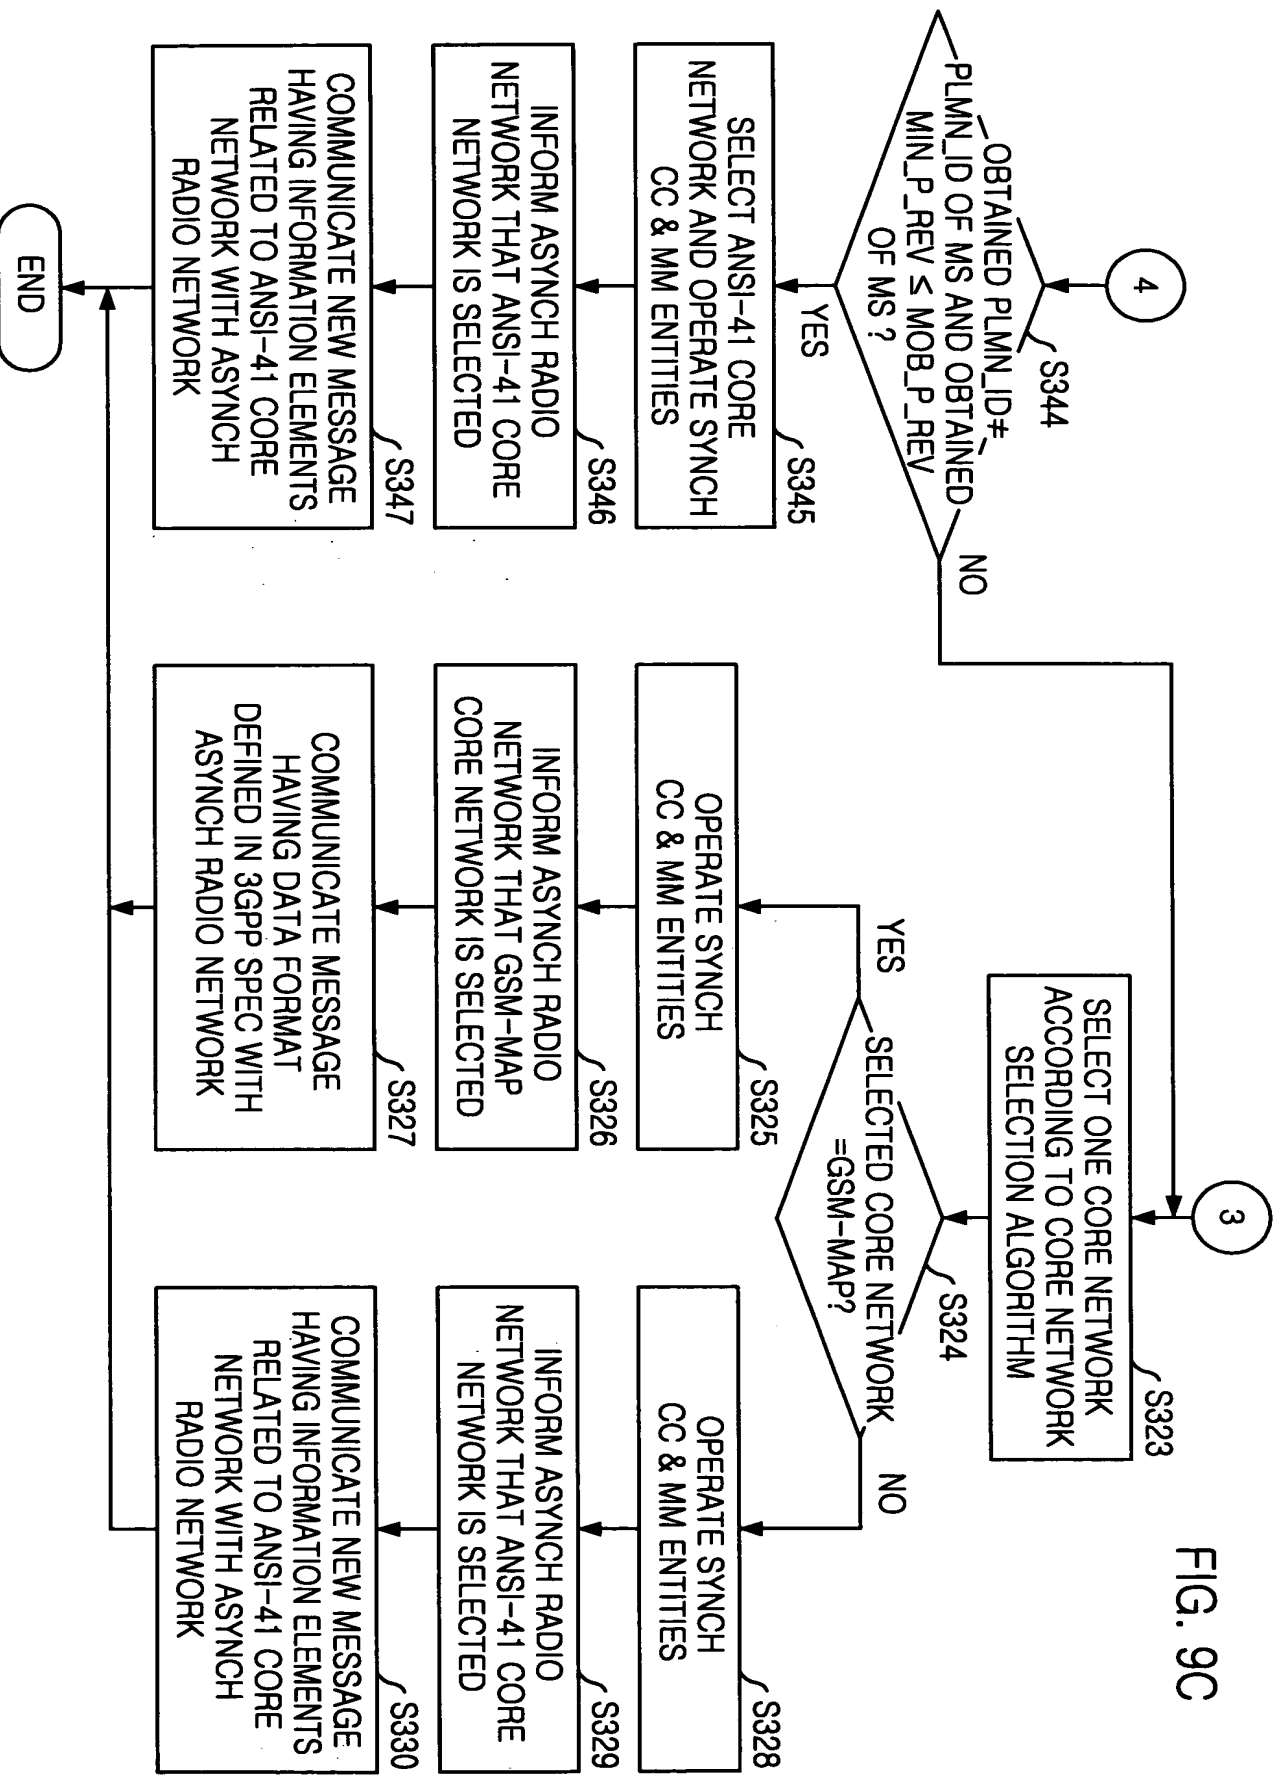 FIG. 9C
4
S344
OBTAINED PLMN_ID≠
PLMN_ID OF MS AND OBTAINED
MIN_P_REV ≤ MOB_P_REV
OF MS ?
YES
NO
SELECT ANSI-41 CORE
NETWORK AND OPERATE SYNCH
CC & MM ENTITIES
S345
INFORM ASYNCH RADIO
NETWORK THAT ANSI-41 CORE
NETWORK IS SELECTED
S346
COMMUNICATE NEW MESSAGE
HAVING INFORMATION ELEMENTS
RELATED TO ANSI-41 CORE
NETWORK WITH ASYNCH
RADIO NETWORK
S347
END
3
SELECT ONE CORE NETWORK
ACCORDING TO CORE NETWORK
SELECTION ALGORITHM
S323
S324
SELECTED CORE NETWORK
=GSM-MAP?
YES
NO
OPERATE SYNCH
CC & MM ENTITIES
S325
INFORM ASYNCH RADIO
NETWORK THAT GSM-MAP
CORE NETWORK IS SELECTED
S326
COMMUNICATE MESSAGE
HAVING DATA FORMAT
DEFINED IN 3GPP SPEC WITH
ASYNCH RADIO NETWORK
S327
OPERATE SYNCH
CC & MM ENTITIES
S328
INFORM ASYNCH RADIO
NETWORK THAT ANSI-41 CORE
NETWORK IS SELECTED
S329
COMMUNICATE NEW MESSAGE
HAVING INFORMATION ELEMENTS
RELATED TO ANSI-41 CORE
NETWORK WITH ASYNCH
RADIO NETWORK
S330